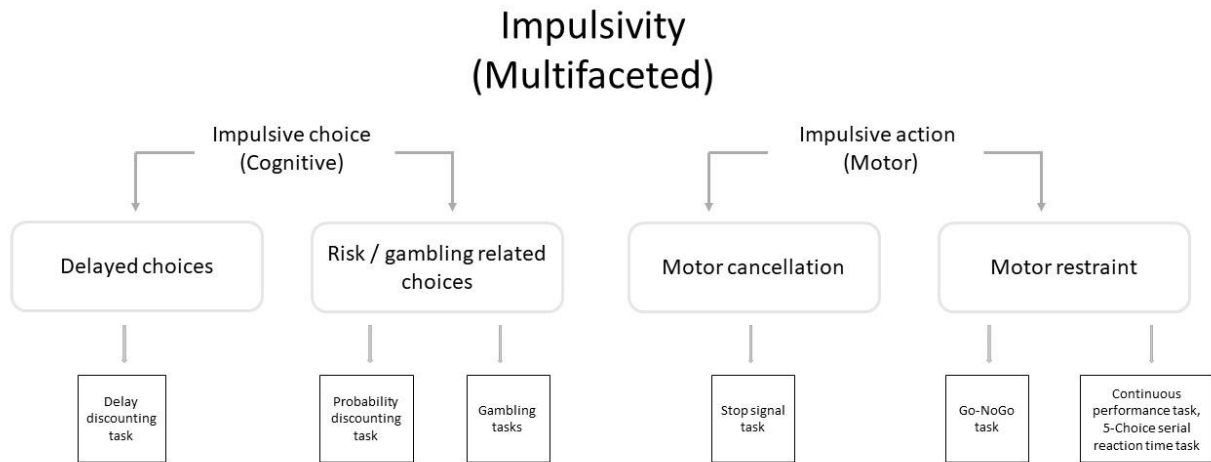 Impulsivity
(Multifaceted)
Impulsive choice
(Cognitive)
Impulsive action
(Motor)
Delayed choices
Risk / gambling related
choices
Motor cancellation
Motor restraint
Delay
discounting
task
Probability
discounting
task
Gambling
tasks
Stop signal
task
Go-NoGo
task
Continuous
performance task,
5-Choice serial
reaction time task